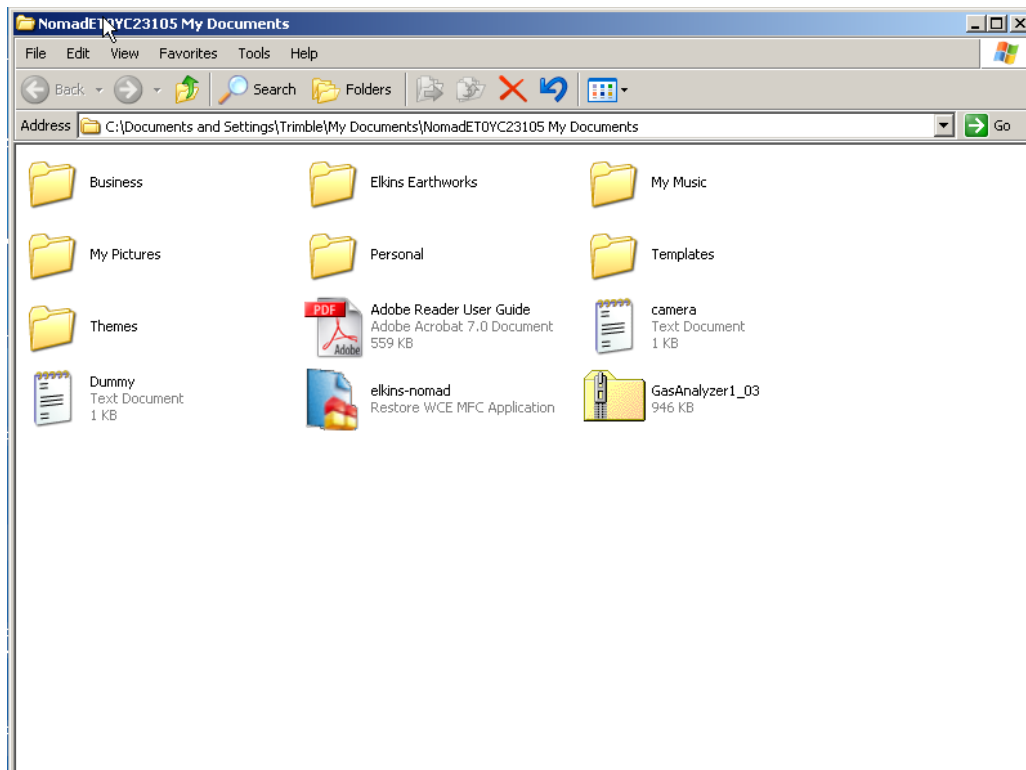 NomadET0YC23105 My Documents
File Edit View Favorites Tools Help
Back Search Folders
Address C:\Documents and Settings\Trimble\My Documents\NomadET0YC23105 My Documents Go
Business
Elkins Earthworks
My Music
My Pictures
Personal
Templates
Themes
PDF
Adobe
Adobe Reader User Guide
Adobe Acrobat 7.0 Document
559 KB
camera
Text Document
1 KB
Dummy
Text Document
1 KB
elkins-nomad
Restore WCE MFC Application
GasAnalyzer1_03
946 KB